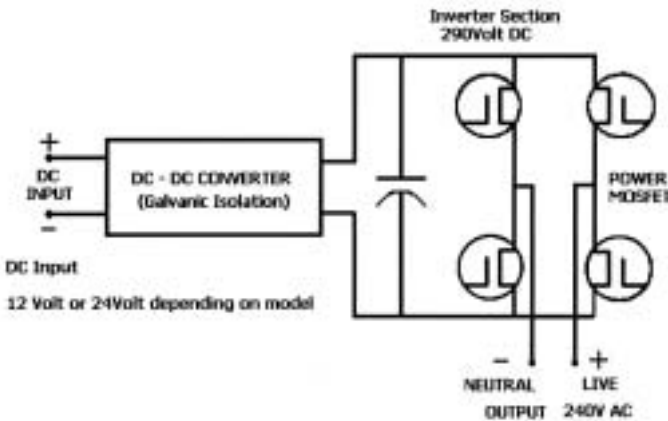 Inverter Section
290Volt DC
+
DC
INPUT
-
DC - DC CONVERTER
(Galvanic Isolation)
POWER
MOSFET
DC Input
12 Volt or 24Volt depending on model
- +
NEUTRAL LIVE
OUTPUT 240V AC